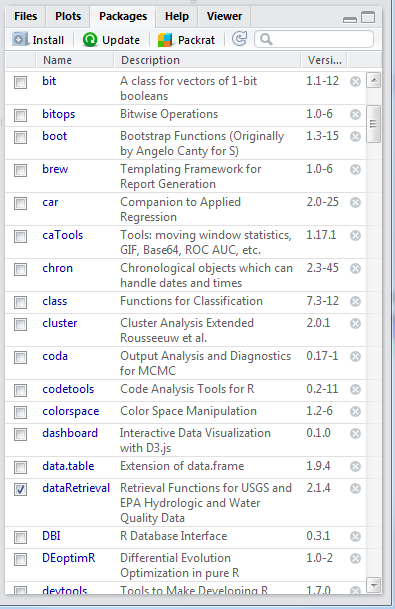 Files Plots Packages Help Viewer
Install Update Packrat
Name Description Versi...
bit A class for vectors of 1-bit 1.1-12
booleans
bitops Bitwise Operations 1.0-6
boot Bootstrap Functions (Originally 1.3-15
by Angelo Canty for S)
brew Templating Framework for 1.0-6
Report Generation
car Companion to Applied 2.0-25
Regression
caTools Tools: moving window statistics, 1.17.1
GIF, Base64, ROC AUC, etc.
chron Chronological objects which can 2.3-45
handle dates and times
class Functions for Classification 7.3-12
cluster Cluster Analysis Extended 2.0.1
Rousseeuw et al.
coda Output Analysis and Diagnostics 0.17-1
for MCMC
codetools Code Analysis Tools for R 0.2-11
colorspace Color Space Manipulation 1.2-6
dashboard Interactive Data Visualization 0.1.0
with D3.js
data.table Extension of data.frame 1.9.4
dataRetrieval Retrieval Functions for USGS and 2.1.4
EPA Hydrologic and Water
Quality Data
DBI R Database Interface 0.3.1
DEoptimR Differential Evolution 1.0-2
Optimization in pure R
devtools Tools to Make Developing R 1.7.0